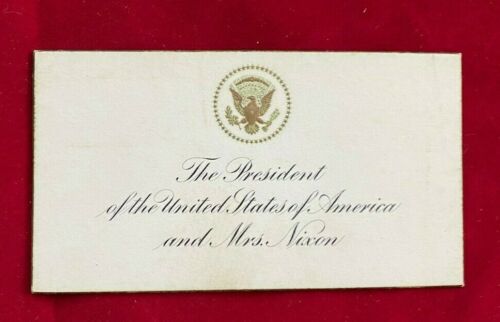 The President
of the United States of America
and Mrs. Nixon